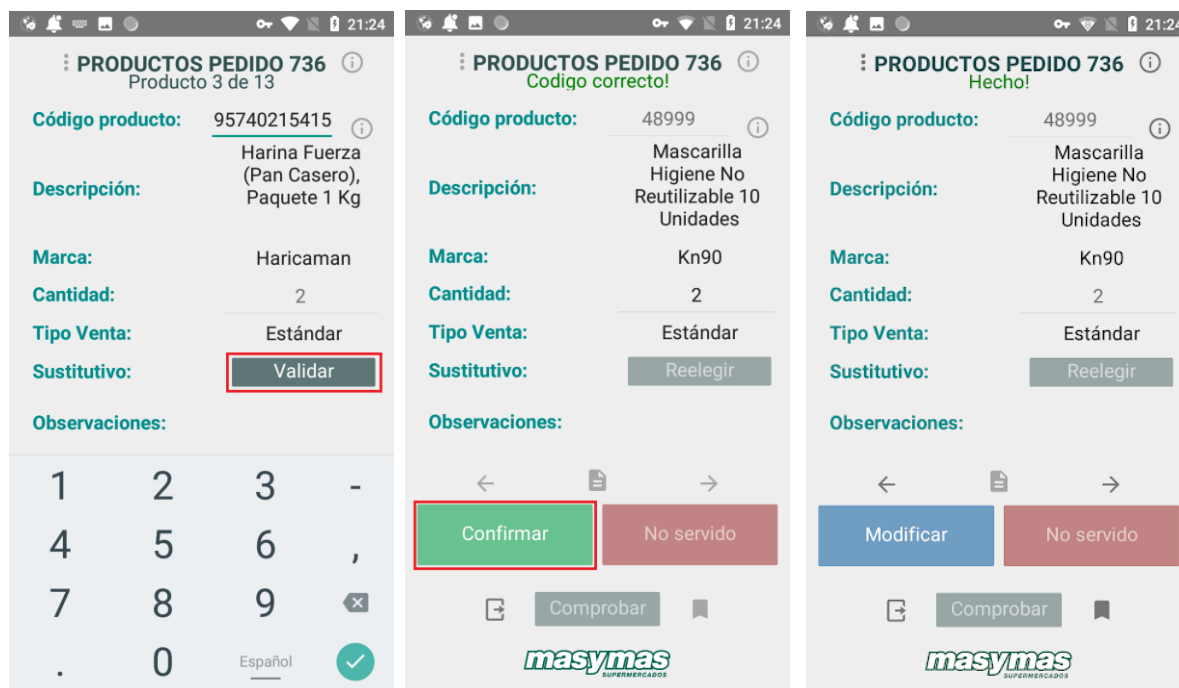 21:24
PRODUCTOS PEDIDO 736
Producto 3 de 13
Código producto: 95740215415
Descripción: Harina Fuerza
(Pan Casero),
Paquete 1 Kg
Marca: Haricaman
Cantidad: 2
Tipo Venta: Estándar
Sustitutivo: Validar
Observaciones:
1 2 3 -
4 5 6 ,
7 8 9
. 0 Español
21:24
PRODUCTOS PEDIDO 736
Codigo correcto!
Código producto: 48999
Descripción: Mascarilla
Higiene No
Reutilizable 10
Unidades
Marca: Kn90
Cantidad: 2
Tipo Venta: Estándar
Sustitutivo: Reelegir
Observaciones:
Confirmar No servido
Comprobar
masymas
SUPERMERCADOS
21:24
PRODUCTOS PEDIDO 736
Hecho!
Código producto: 48999
Descripción: Mascarilla
Higiene No
Reutilizable 10
Unidades
Marca: Kn90
Cantidad: 2
Tipo Venta: Estándar
Sustitutivo: Reelegir
Observaciones:
Modificar No servido
Comprobar
masymas
SUPERMERCADOS